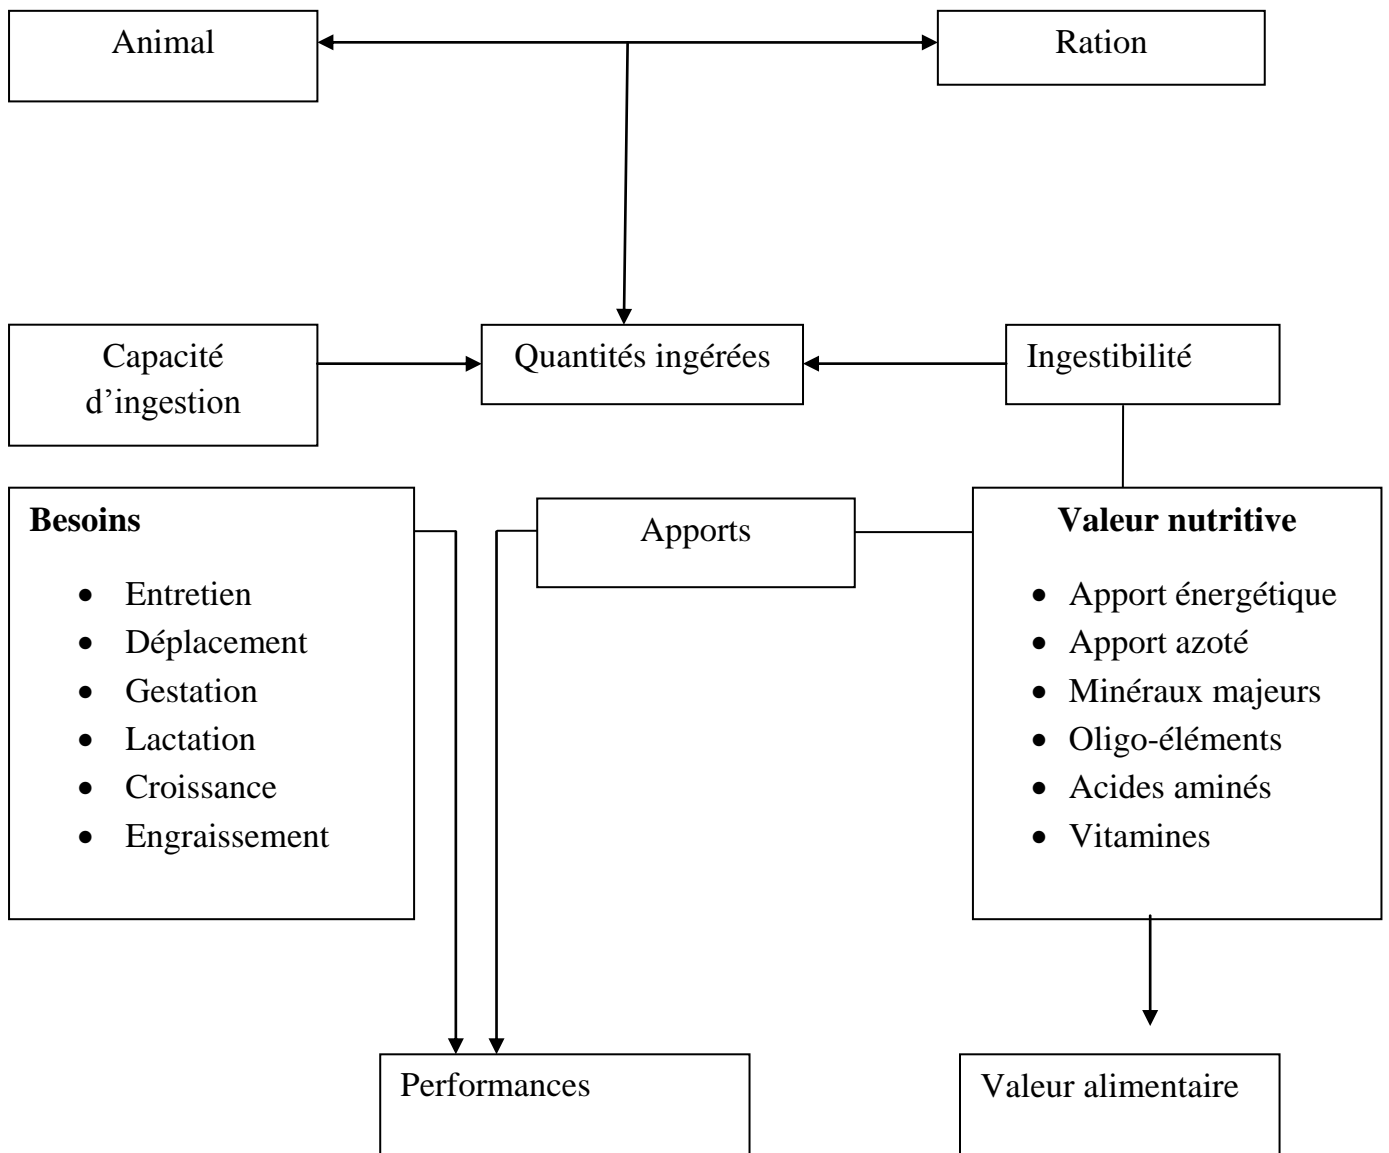 Animal
Ration
Capacité
d’ingestion
Quantités ingérées
Ingestibilité
Besoins
• Entretien
• Déplacement
• Gestation
• Lactation
• Croissance
• Engraissement
Apports
Valeur nutritive
• Apport énergétique
• Apport azoté
• Minéraux majeurs
• Oligo-éléments
• Acides aminés
• Vitamines
Performances
Valeur alimentaire